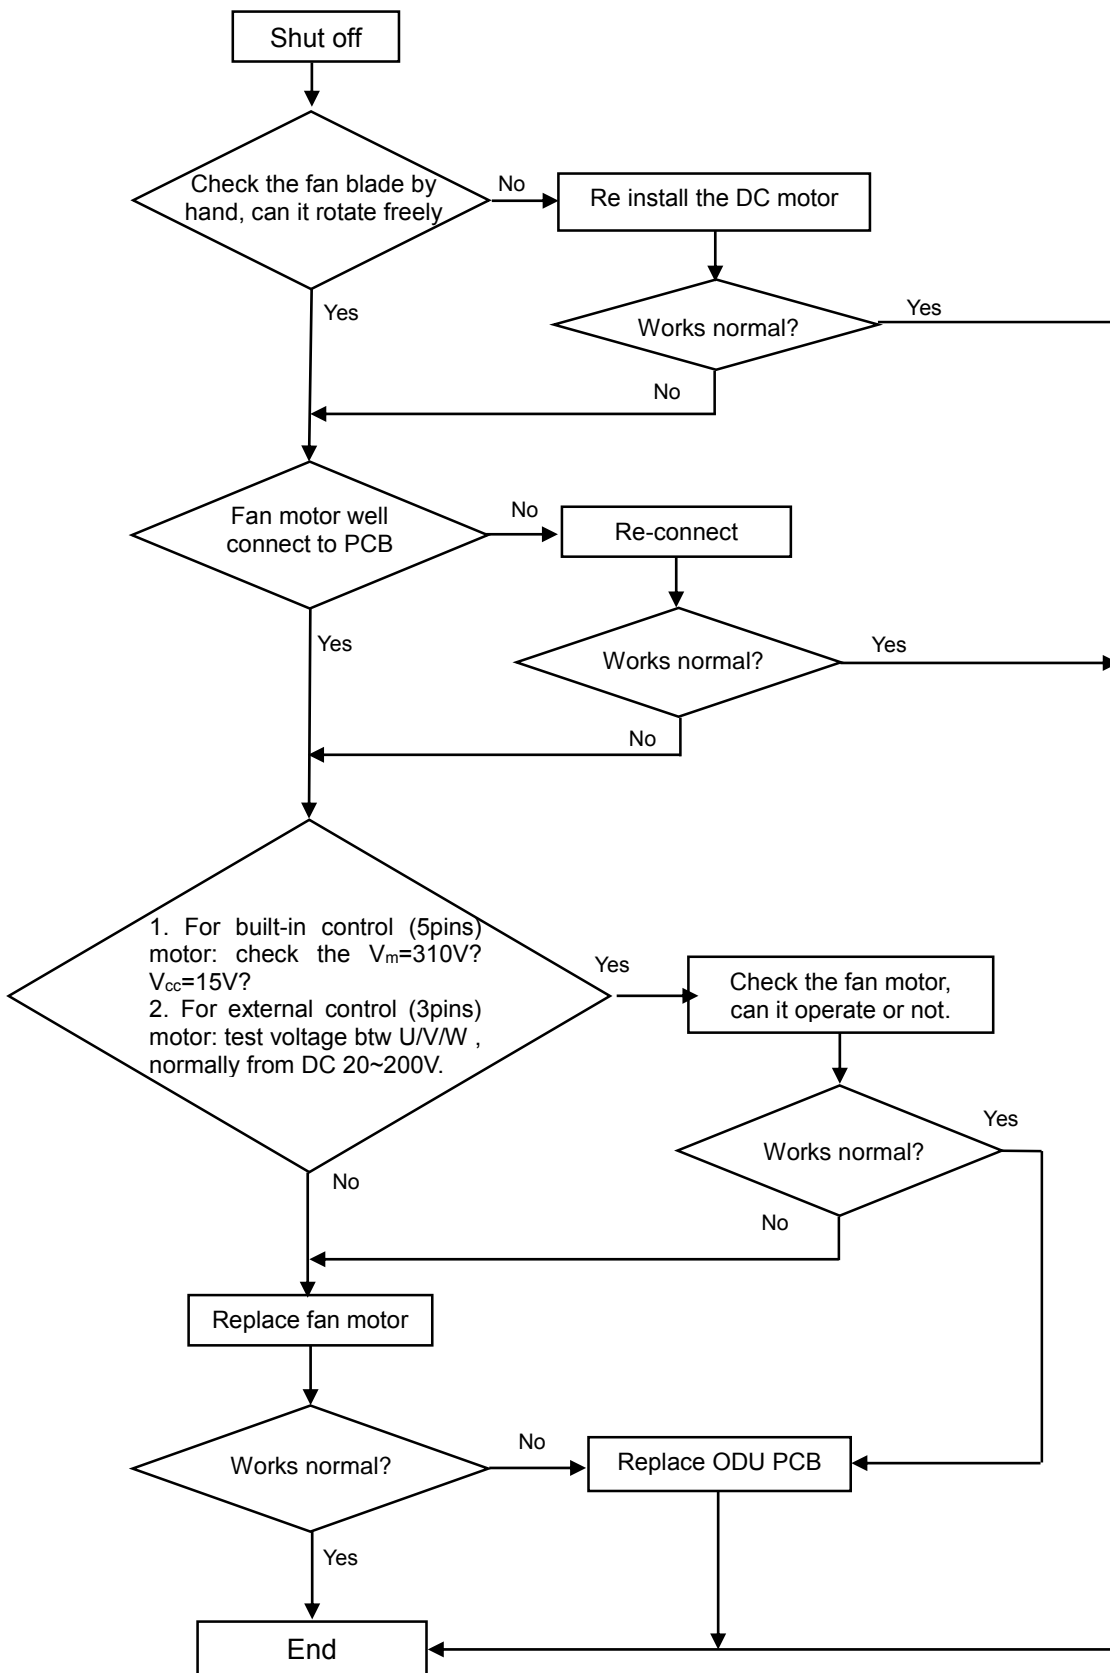 Shut off
Check the fan blade by
hand, can it rotate freely
No
Re install the DC motor
Yes
Works normal?
Yes
No
Fan motor well
connect to PCB
No
Re-connect
Yes
Works normal?
Yes
No
1. For built-in control (5pins)
motor: check the Vm=310V?
Vcc=15V?
2. For external control (3pins)
motor: test voltage btw U/V/W ,
normally from DC 20~200V.
Yes
Check the fan motor,
can it operate or not.
Works normal?
Yes
No
No
Replace fan motor
Works normal?
No
Replace ODU PCB
Yes
End